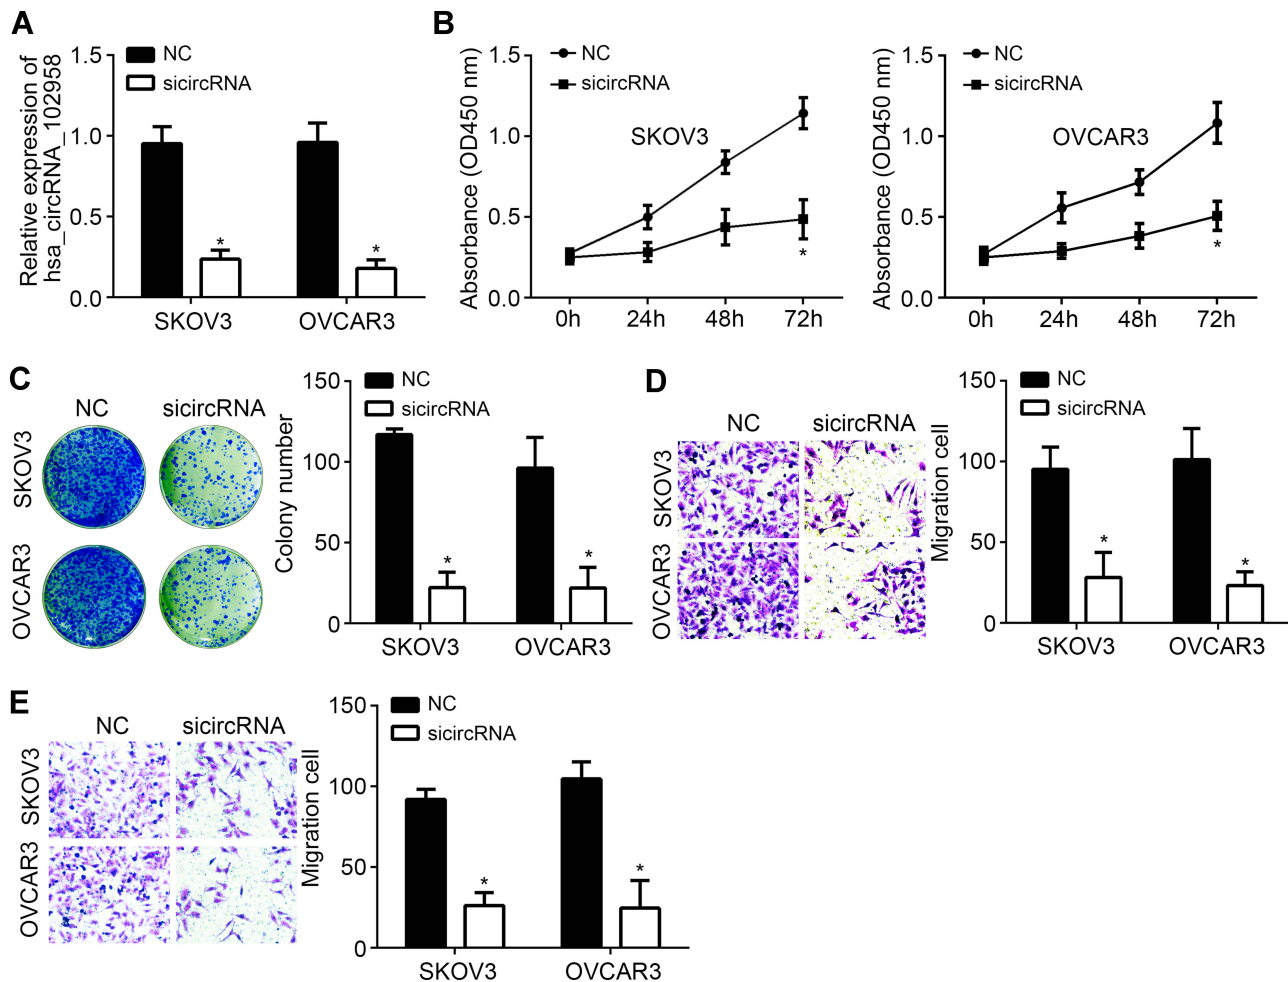 A
Relative expression of
hsa_circRNA_102958
1.5
1.0
0.5
0.0
NC
sicircRNA
*
*
SKOV3
OVCAR3
B
Absorbance (OD450 nm)
1.5
1.0
0.5
0.0
NC
sicircRNA
SKOV3
*
0h
24h
48h
72h
Absorbance (OD450 nm)
1.5
1.0
0.5
0.0
NC
sicircRNA
OVCAR3
*
0h
24h
48h
72h
C
NC
sicircRNA
SKOV3
OVCAR3
Colony number
150
100
50
0
NC
sicircRNA
*
*
SKOV3
OVCAR3
D
NC
sicircRNA
SKOV3
OVCAR3
Migration cell
150
100
50
0
NC
sicircRNA
*
*
SKOV3
OVCAR3
E
NC
sicircRNA
SKOV3
OVCAR3
Migration cell
150
100
50
0
NC
sicircRNA
*
*
SKOV3
OVCAR3